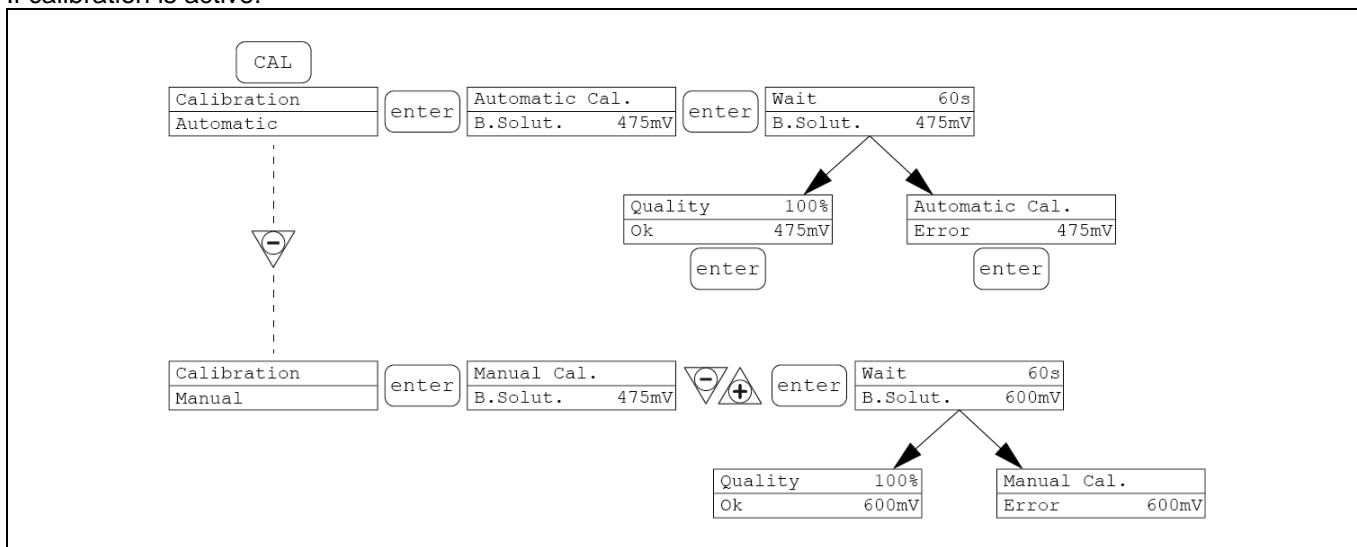 If calibration is active:
CAL
Calibration
Automatic
enter
Automatic Cal.
B.Solut. 475mV
enter
Wait 60s
B.Solut. 475mV
Quality 100%
Ok 475mV
enter
Automatic Cal.
Error 475mV
enter
Calibration
Manual
enter
Manual Cal.
B.Solut. 475mV
enter
Wait 60s
B.Solut. 600mV
Quality 100%
Ok 600mV
Manual Cal.
Error 600mV